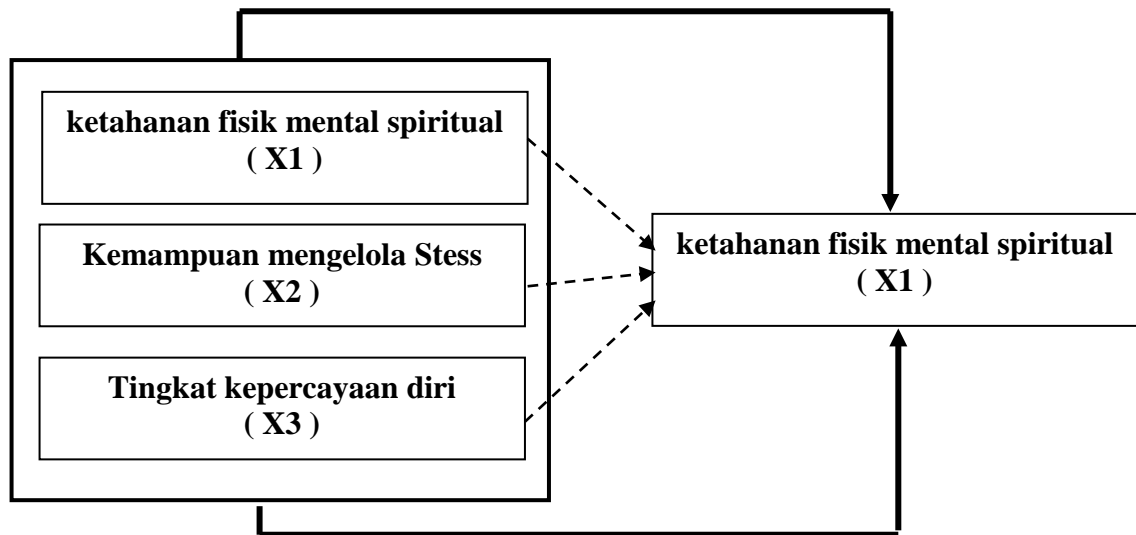 ketahanan fisik mental spiritual
( X1 )
Kemampuan mengelola Stess
( X2 )
Tingkat kepercayaan diri
( X3 )
ketahanan fisik mental spiritual
( X1 )